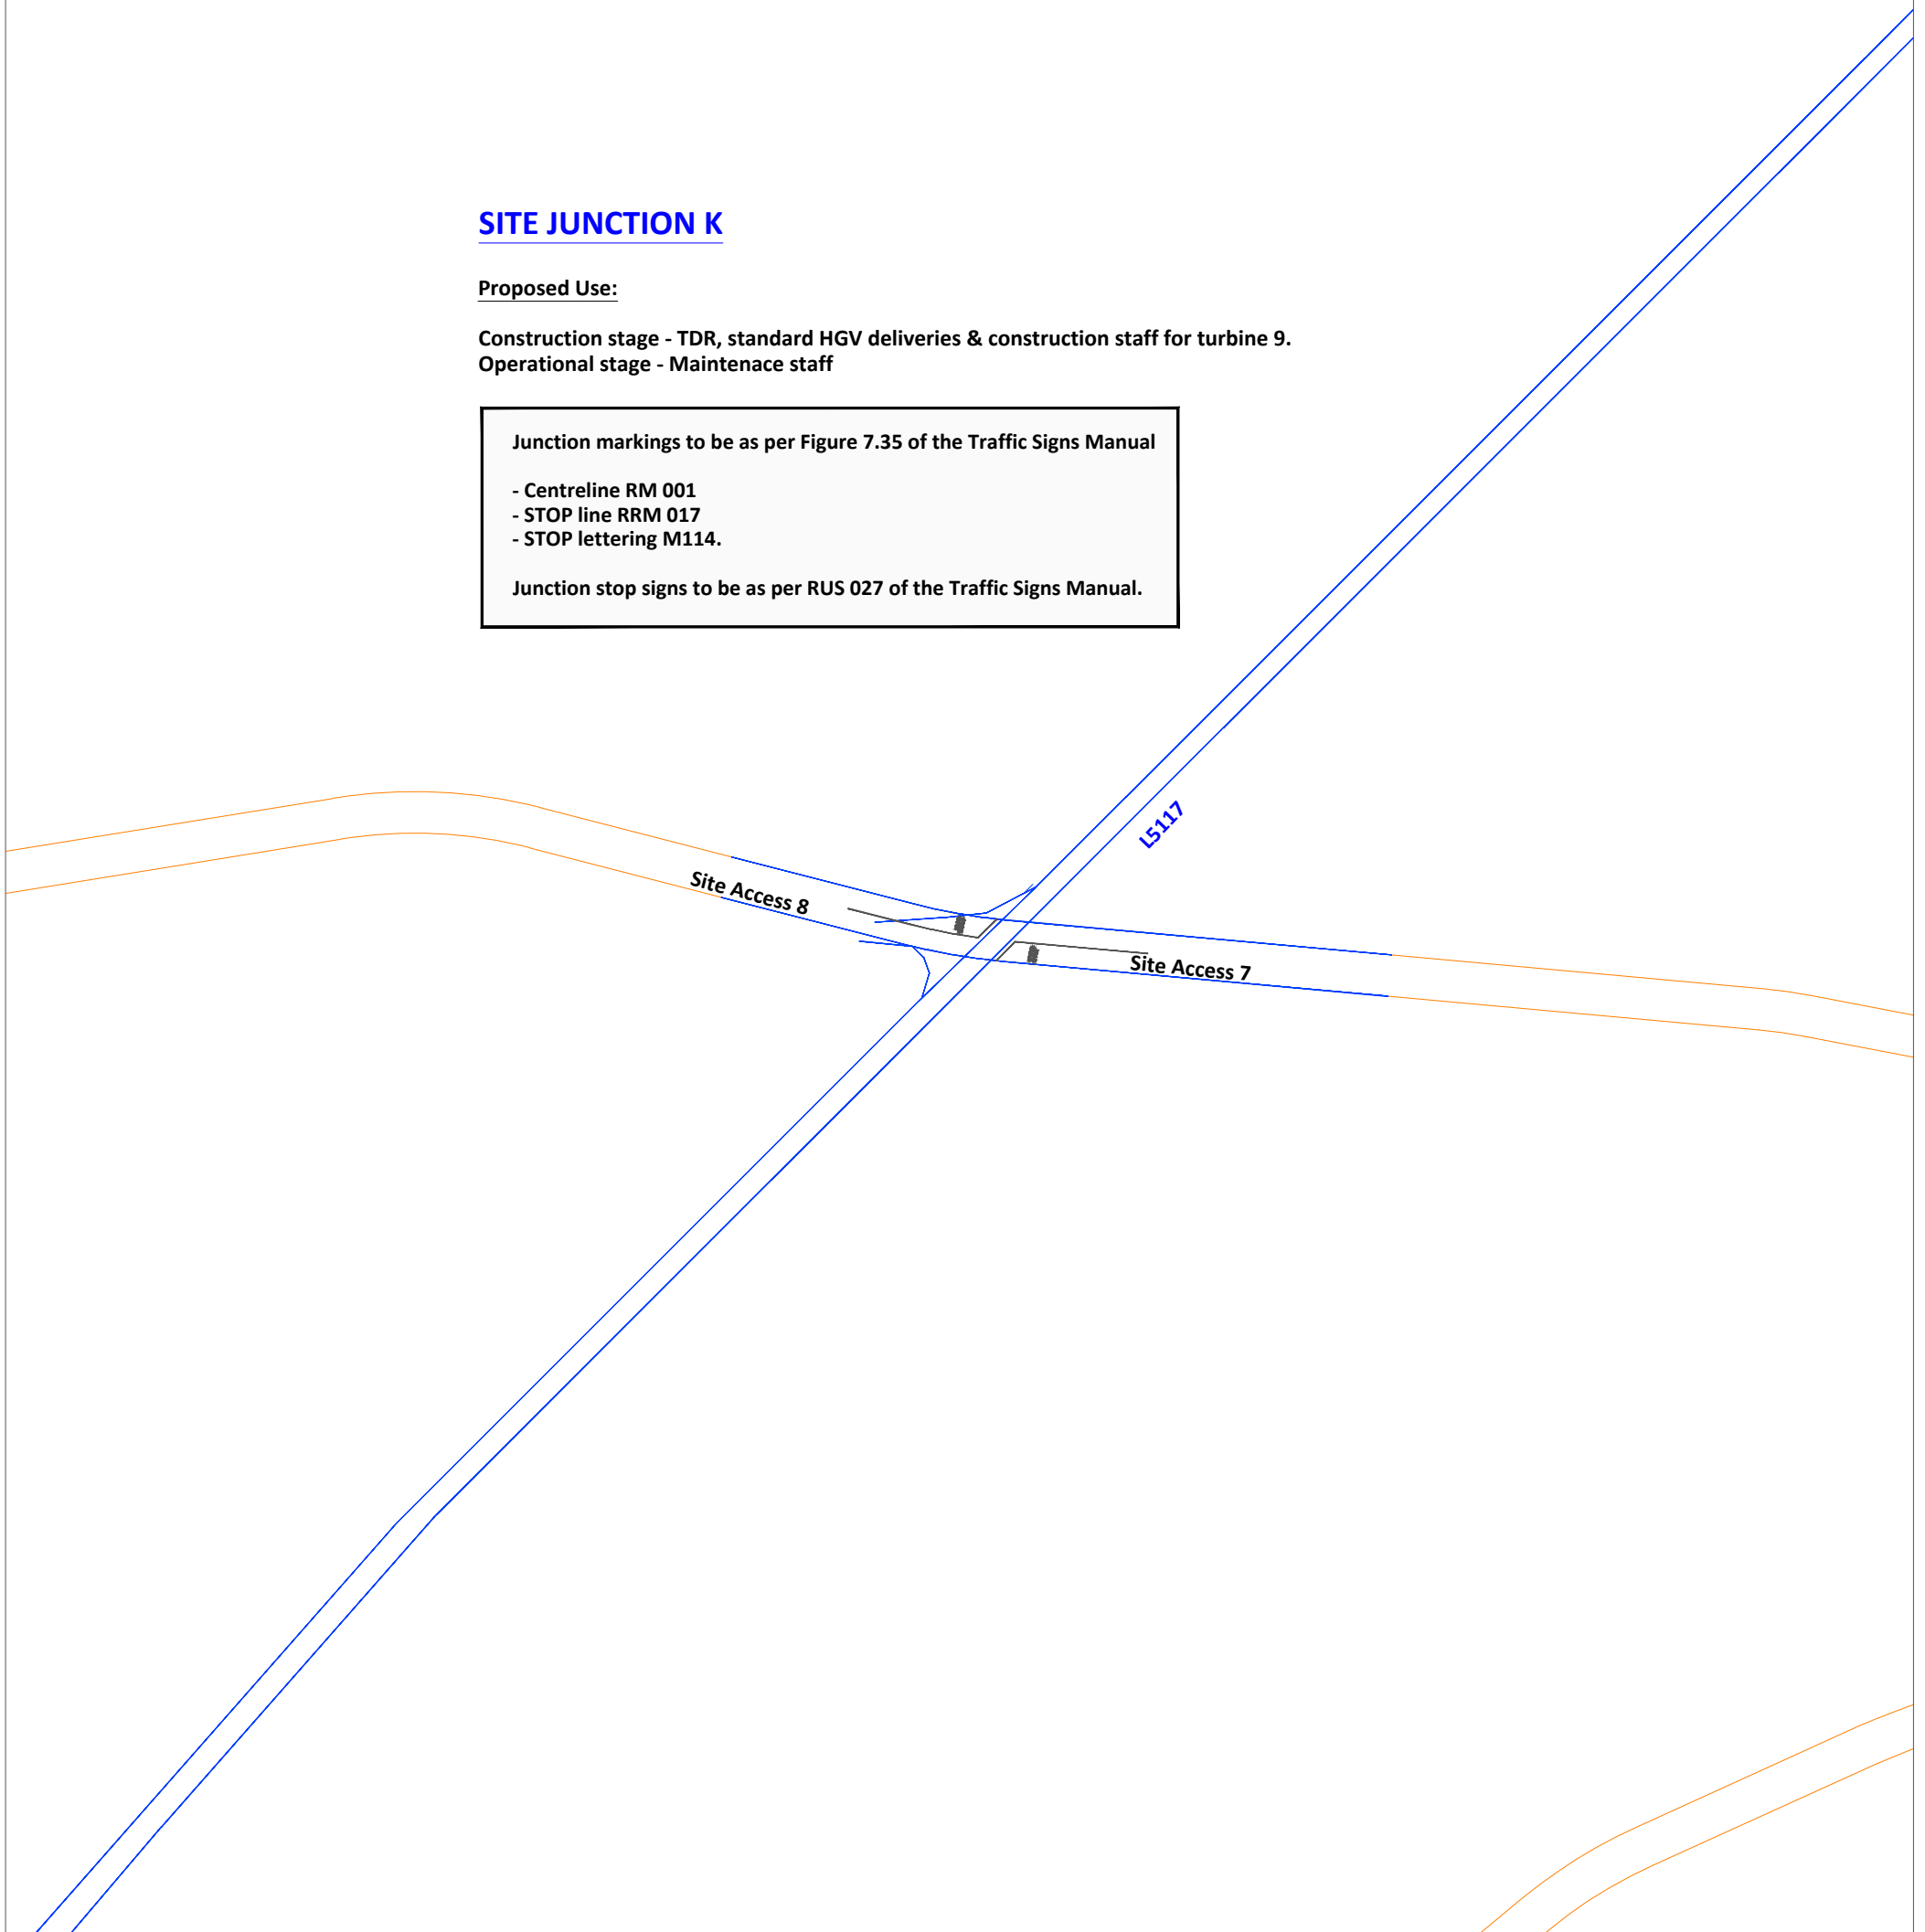 SITE JUNCTION K
Proposed Use:
Construction stage - TDR, standard HGV deliveries & construction staff for turbine 9.
Operational stage - Maintenace staff
Junction markings to be as per Figure 7.35 of the Traffic Signs Manual
- Centreline RM 001
- STOP line RRM 017
- STOP lettering M114.
Junction stop signs to be as per RUS 027 of the Traffic Signs Manual.
L5117
Site Access 8
Site Access 7